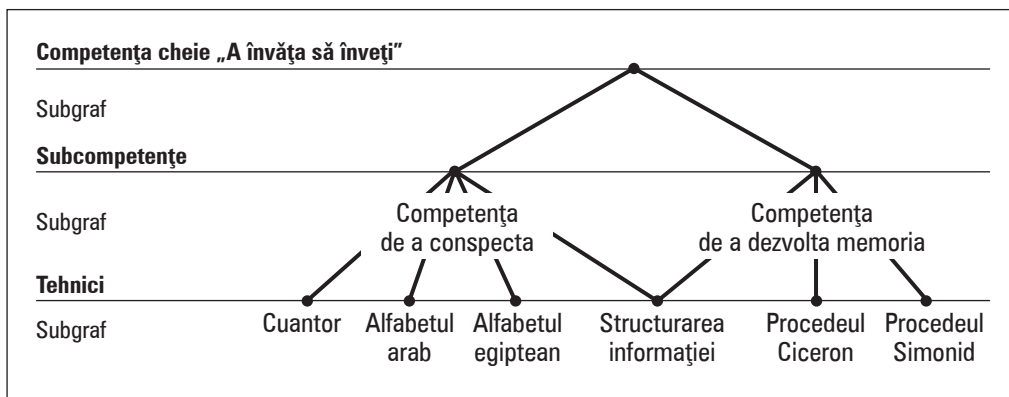 Competenţa cheie „A învăţa să înveţi”
Subgraf
Subcompetenţe
Subgraf
Competenţa
de a conspecta
Competenţa
de a dezvolta memoria
Tehnici
Subgraf
Cuantor
Alfabetul
arab
Alfabetul
egiptean
Structurarea
informaţiei
Procedeul
Ciceron
Procedeul
Simonid